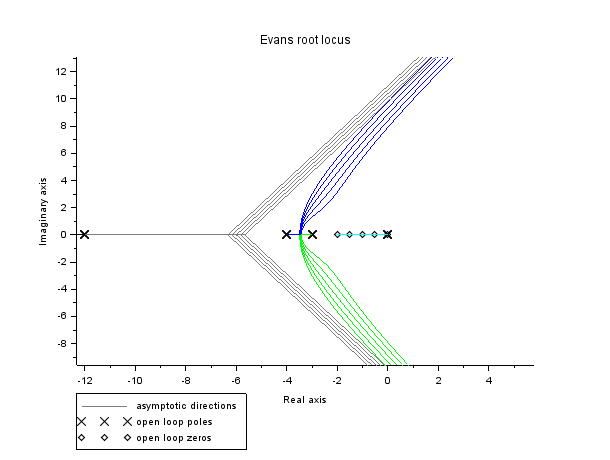 Evans root locus
12
10
8
6
4
2
0
-2
-4
-6
-8
Imaginary axis
-12 -10 -8 -6 -4 -2 0 2 4
Real axis
asymptotic directions
open loop poles
open loop zeros